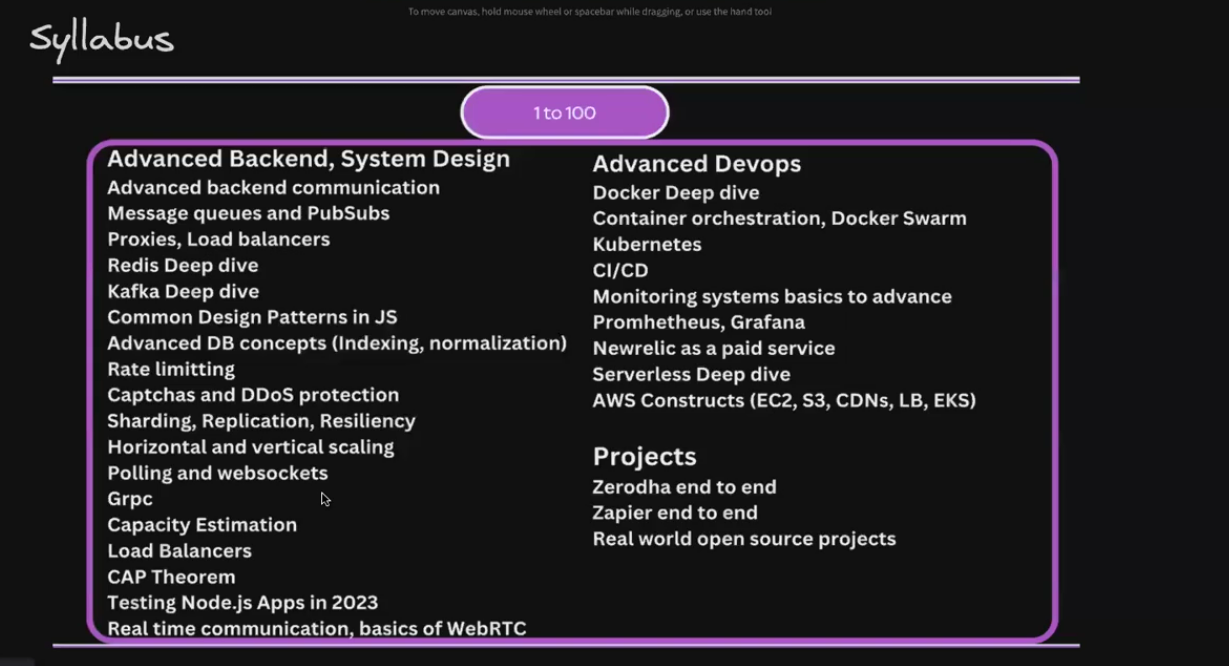 To move canvas, hold mouse wheel or spacebar while dragging, or use the hand tool
Syllabus
1 to 100
Advanced Backend, System Design
Advanced backend communication
Message queues and PubSubs
Proxies, Load balancers
Redis Deep dive
Kafka Deep dive
Common Design Patterns in JS
Advanced DB concepts (Indexing, normalization)
Rate limitting
Captchas and DDoS protection
Sharding, Replication, Resiliency
Horizontal and vertical scaling
Polling and websockets
Grpc
Capacity Estimation
Load Balancers
CAP Theorem
Testing Node.js Apps in 2023
Real time communication, basics of WebRTC
Advanced Devops
Docker Deep dive
Container orchestration, Docker Swarm
Kubernetes
CI/CD
Monitoring systems basics to advance
Promhetheus, Grafana
Newrelic as a paid service
Serverless Deep dive
AWS Constructs (EC2, S3, CDNs, LB, EKS)
Projects
Zerodha end to end
Zapier end to end
Real world open source projects